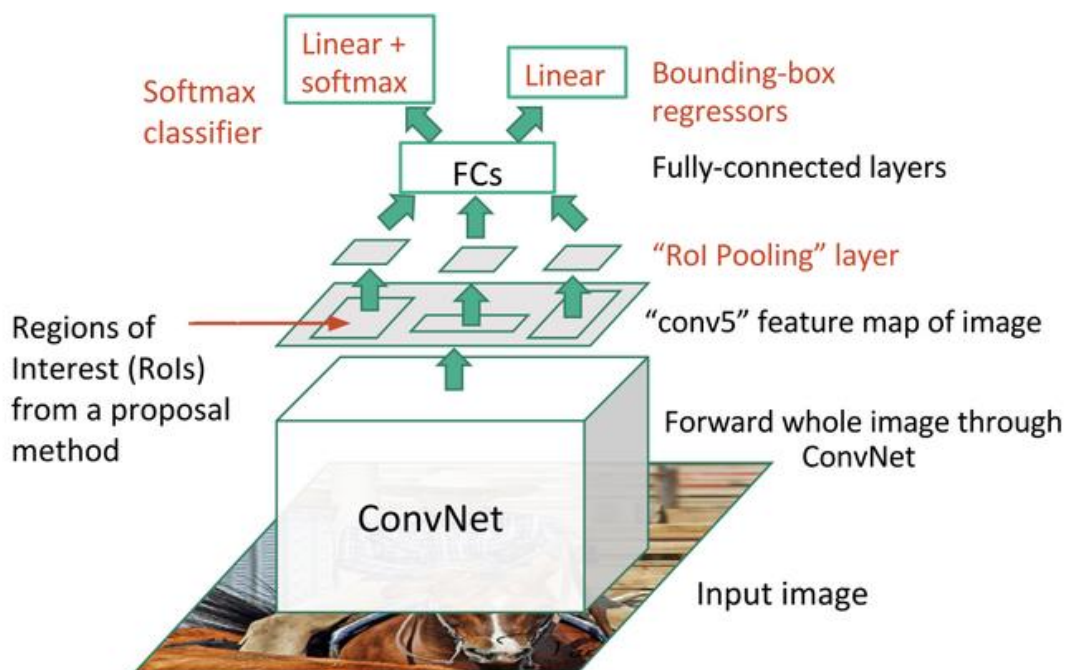 Linear +
softmax
Linear
Softmax
classifier
Bounding-box
regressors
FCs
Fully-connected layers
“RoI Pooling” layer
Regions of
Interest (RoIs)
from a proposal
method
“conv5” feature map of image
Forward whole image through
ConvNet
ConvNet
Input image